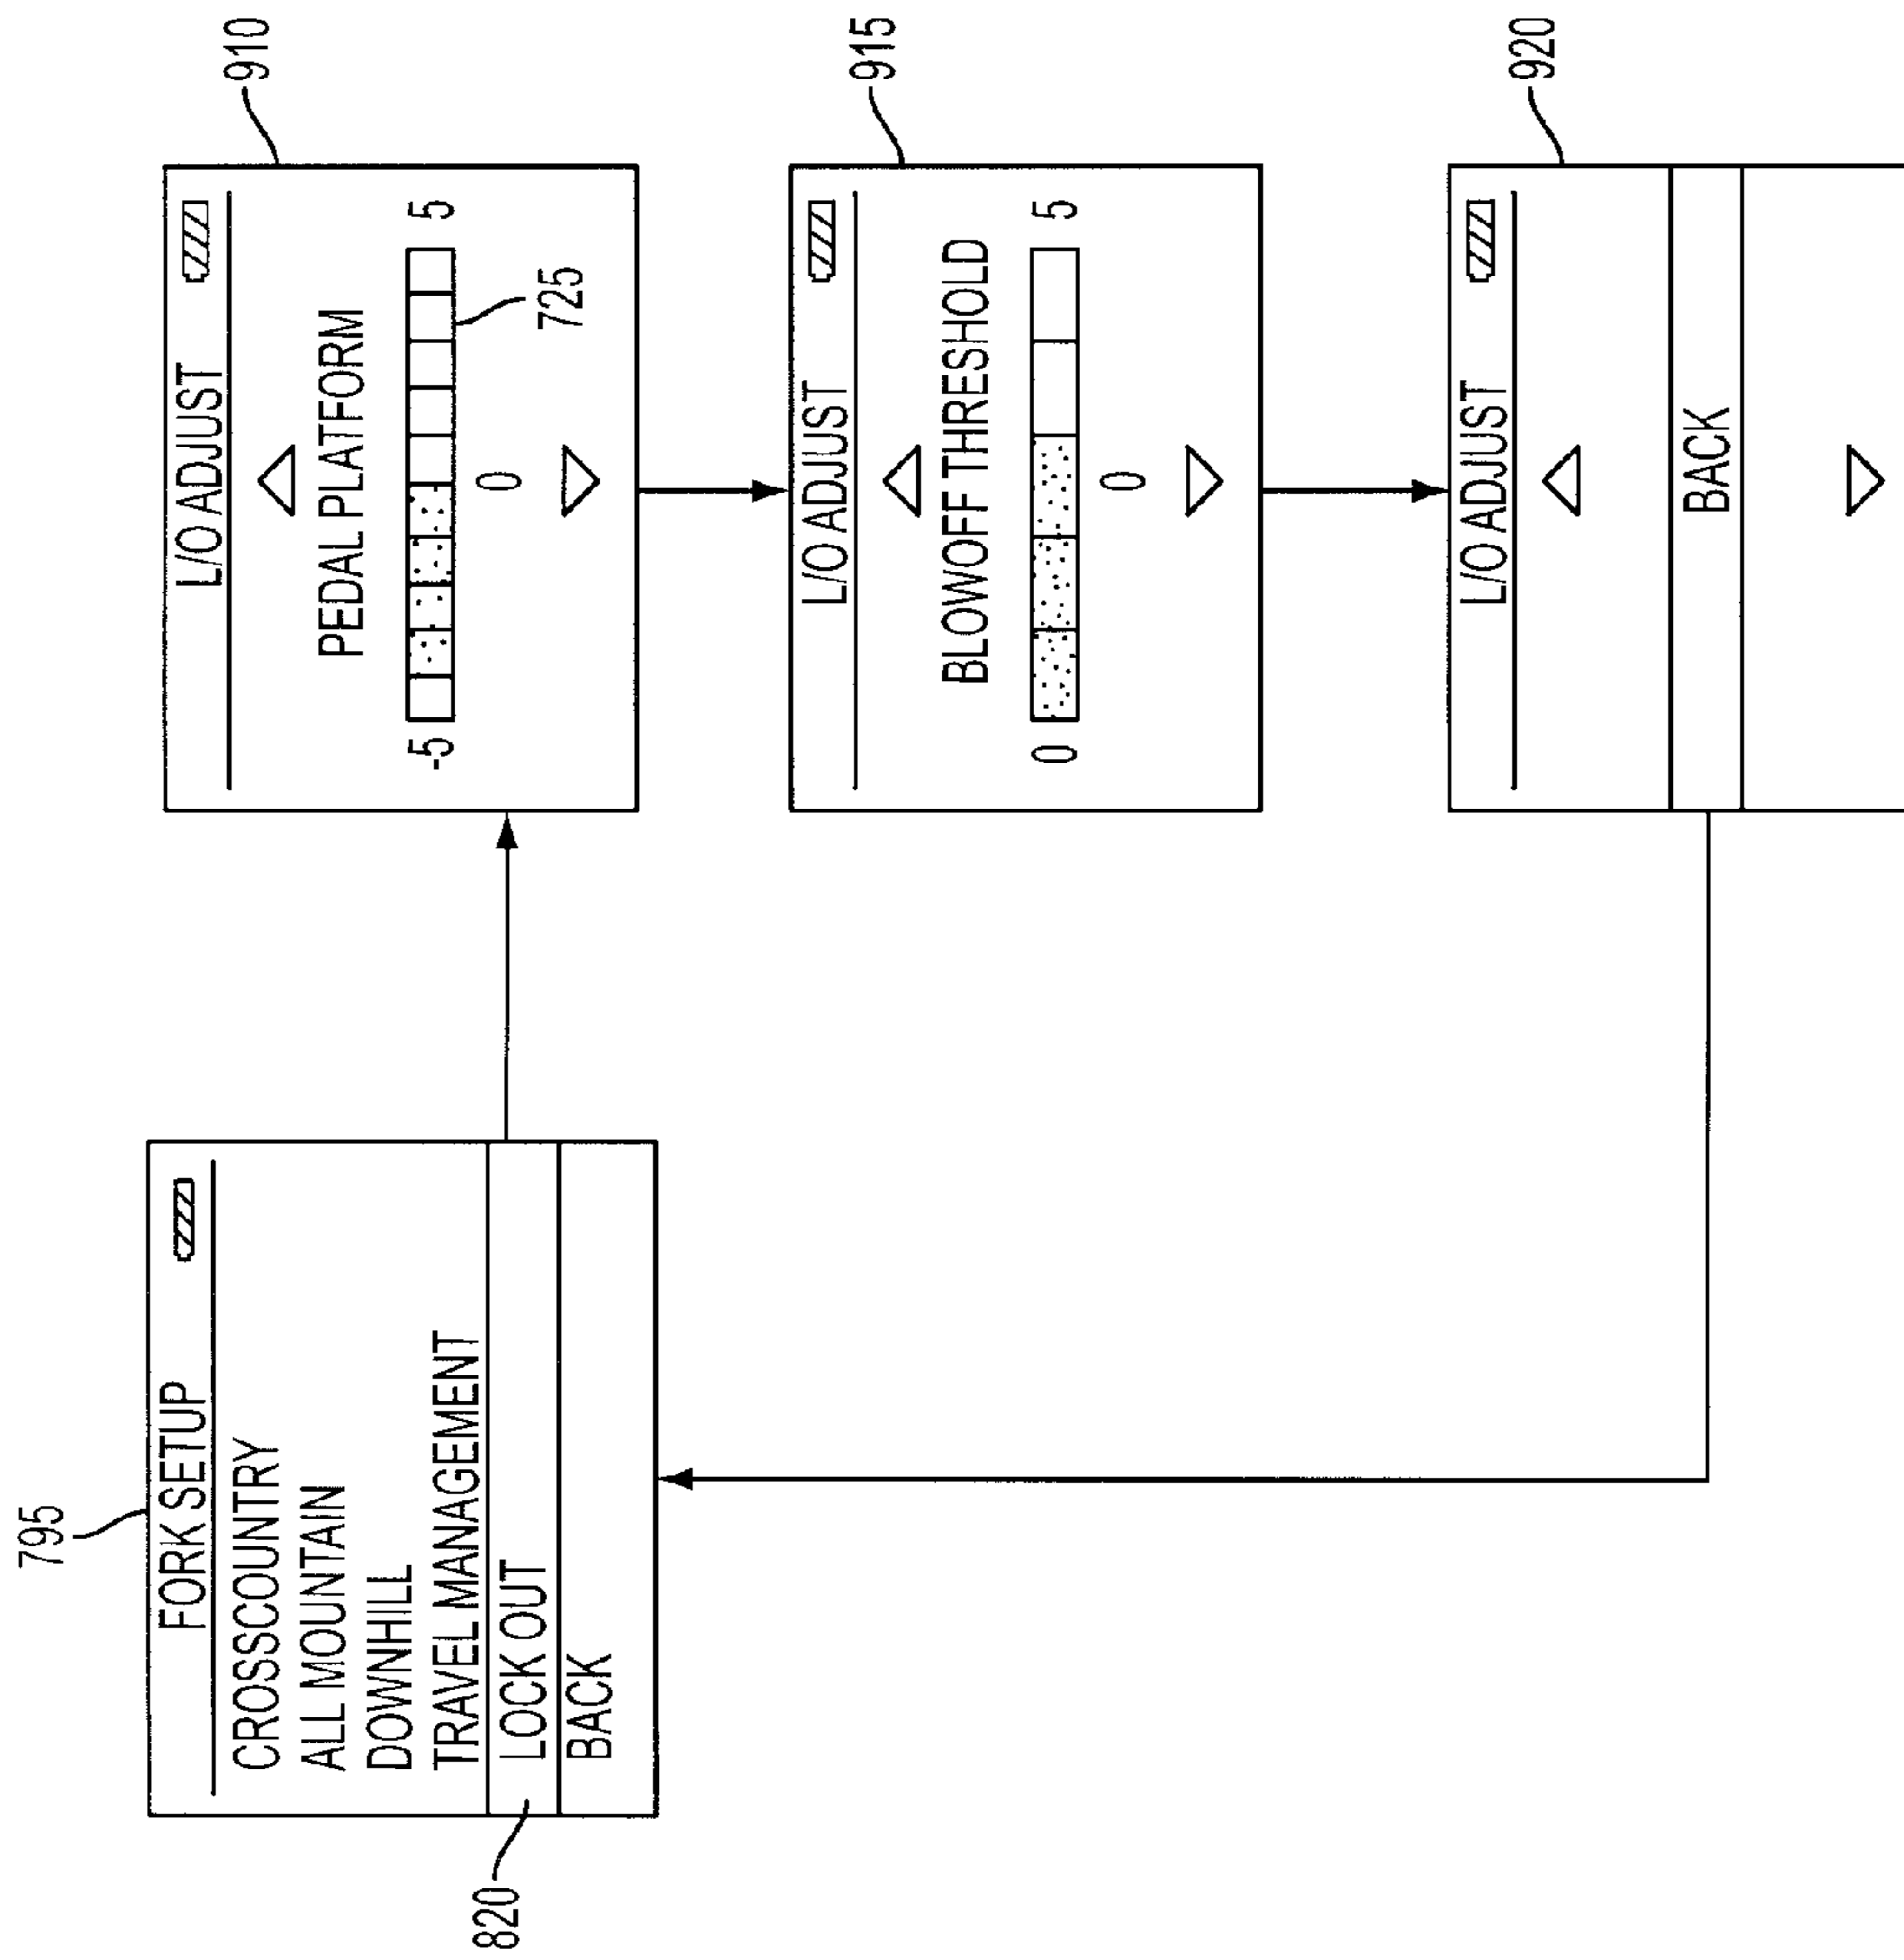 795
FORK SETUP
CROSSCOUNTRY
ALL MOUNTAIN
DOWNHILL
TRAVEL MANAGEMENT
LOCK OUT
BACK
820
910
L/O ADJUST
PEDAL PLATFORM
-5 5
0
725
915
L/O ADJUST
BLOWOFF THRESHOLD
0 5
0
920
L/O ADJUST
BACK